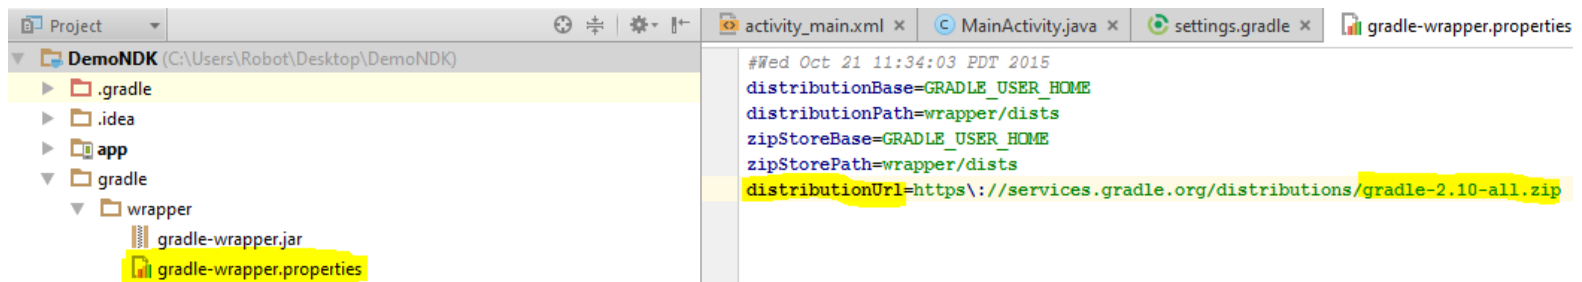 Project
DemoNDK (C:\Users\Robot\Desktop\DemoNDK)
.gradle
.idea
app
gradle
wrapper
gradle-wrapper.jar
gradle-wrapper.properties
activity_main.xml
MainActivity.java
settings.gradle
gradle-wrapper.properties
#Wed Oct 21 11:34:03 PDT 2015
distributionBase=GRADLE_USER_HOME
distributionPath=wrapper/dists
zipStoreBase=GRADLE_USER_HOME
zipStorePath=wrapper/dists
distributionUrl=https\://services.gradle.org/distributions/gradle-2.10-all.zip